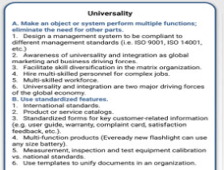 Universality
A. Make an object or system perform multiple functions;
eliminate the need for other parts.
1. Design a management system to be compliant to
different management standards (i.e. ISO 9001, ISO 14001,
etc.)
2. Awareness of universality and integration as global
marketing and business driving forces.
3. Facilitate skill diversification in the matrix organization.
4. Hire multi-skilled personnel for complex jobs.
5. Multi-skilled workforce.
6. Universality and integration are two major driving forces
of the global economy.
B. Use standardized features.
1. International standards.
2. Product or service catalogs.
3. Standardized forms for key customer-related information
(e.g. user guide, warranty, complaint card, satisfaction
feedback, etc.).
4. Multi-function products (Eveready new flashlight can use
any size battery).
5. Measurement, inspection and test equipment calibration
vs. national standards.
6. Use templates to unify documents in an organization.